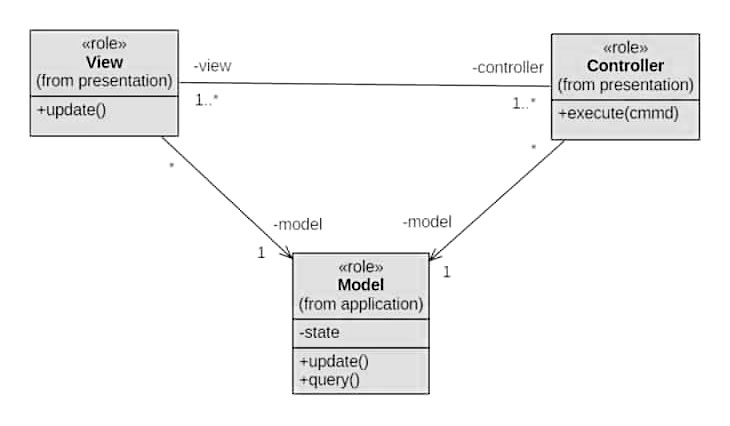 «role»
View
(from presentation)
+update()
-view
1..*
-controller
1..*
«role»
Controller
(from presentation)
+execute(cmmd)
*
-model
1
*
-model
1
«role»
Model
(from application)
-state
+update()
+query()